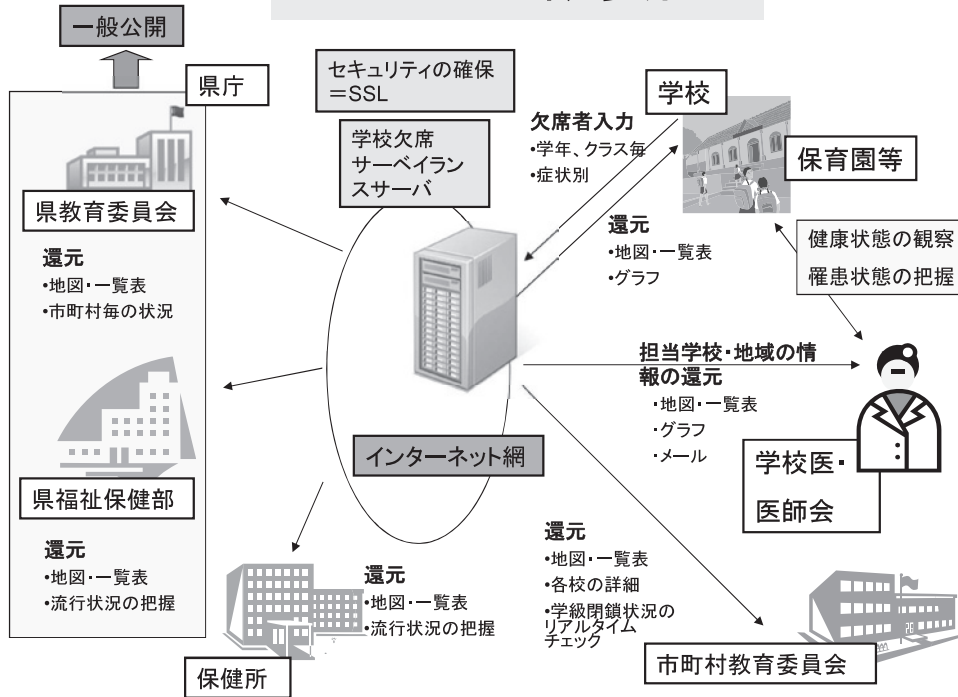 一般公開
県庁
県教育委員会
還元
•地図・一覧表
•市町村毎の状況
県福祉保健部
還元
•地図・一覧表
•流行状況の把握
セキュリティの確保
=SSL
学校欠席
サーベイラン
スサーバ
インターネット網
学校
欠席者入力
•学年、クラス毎
•症状別
還元
•地図・一覧表
•グラフ
保育園等
健康状態の観察
罹患状態の把握
担当学校・地域の情
報の還元
・地図・一覧表
・グラフ
・メール
学校医・
医師会
還元
•地図・一覧表
•流行状況の把握
保健所
還元
•地図・一覧表
•各校の詳細
•学級閉鎖状況の
リアルタイム
チェック
市町村教育委員会